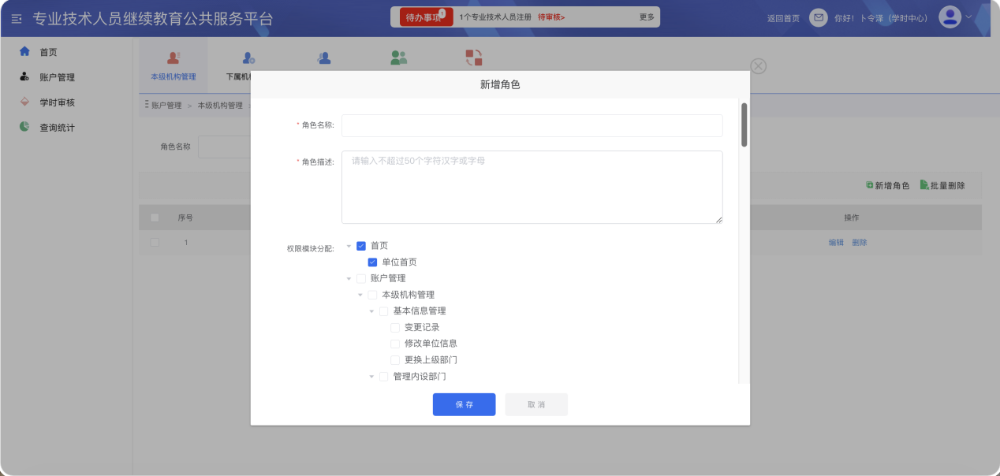 专业技术人员继续教育公共服务平台
待办事项 1
1个专业技术人员注册 待审核>
更多
返回首页
你好！卜令泽（学时中心）
首页
账户管理
学时审核
查询统计
本级机构管理
下属机
账户管理 > 本级机构管理 >
角色名称
新增角色
批量删除
序号
操作
1
编辑 删除
新增角色
* 角色名称:
* 角色描述:
请输入不超过50个字符汉字或字母
权限模块分配:
首页
单位首页
账户管理
本级机构管理
基本信息管理
变更记录
修改单位信息
更换上级部门
管理内设部门
保存
取消